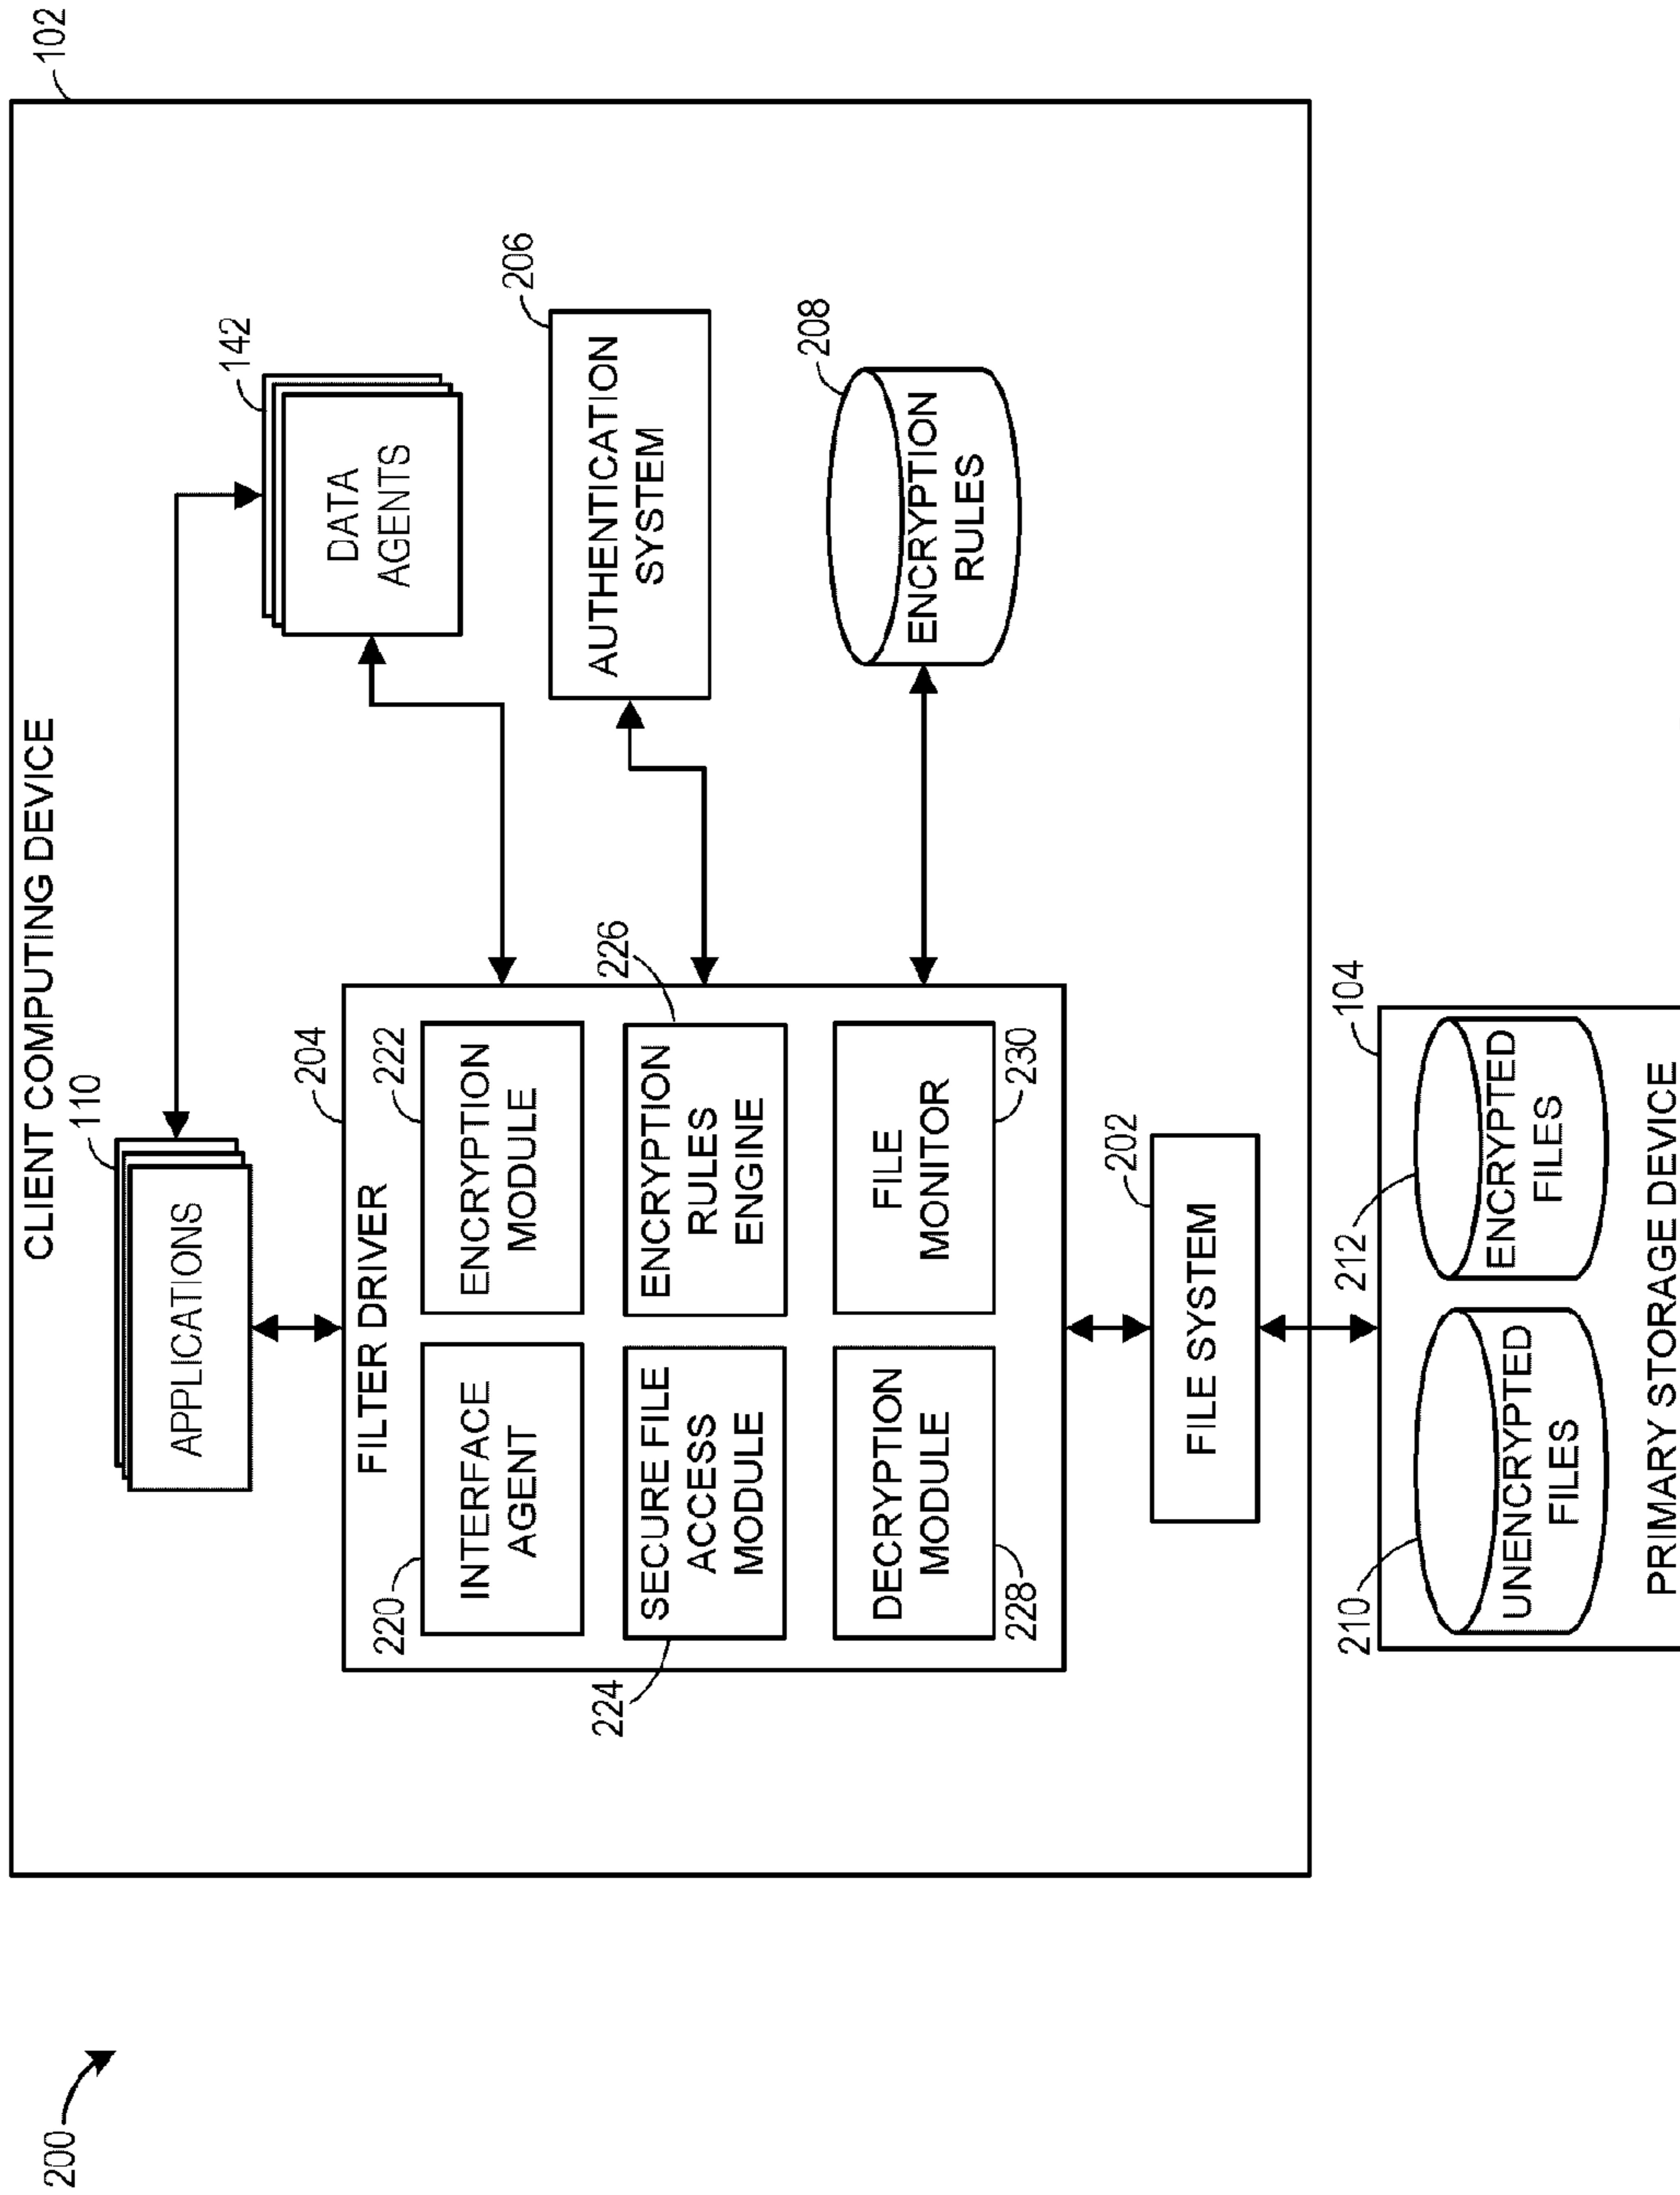 200
CLIENT COMPUTING DEVICE
102
110
APPLICATIONS
142
DATA
AGENTS
204
FILTER DRIVER
220
INTERFACE
AGENT
222
ENCRYPTION
MODULE
224
SECURE FILE
ACCESS
MODULE
226
ENCRYPTION
RULES
ENGINE
228
DECRYPTION
MODULE
230
FILE
MONITOR
206
AUTHENTICATION
SYSTEM
208
ENCRYPTION
RULES
202
FILE SYSTEM
104
210
UNENCRYPTED
FILES
212
ENCRYPTED
FILES
PRIMARY STORAGE DEVICE